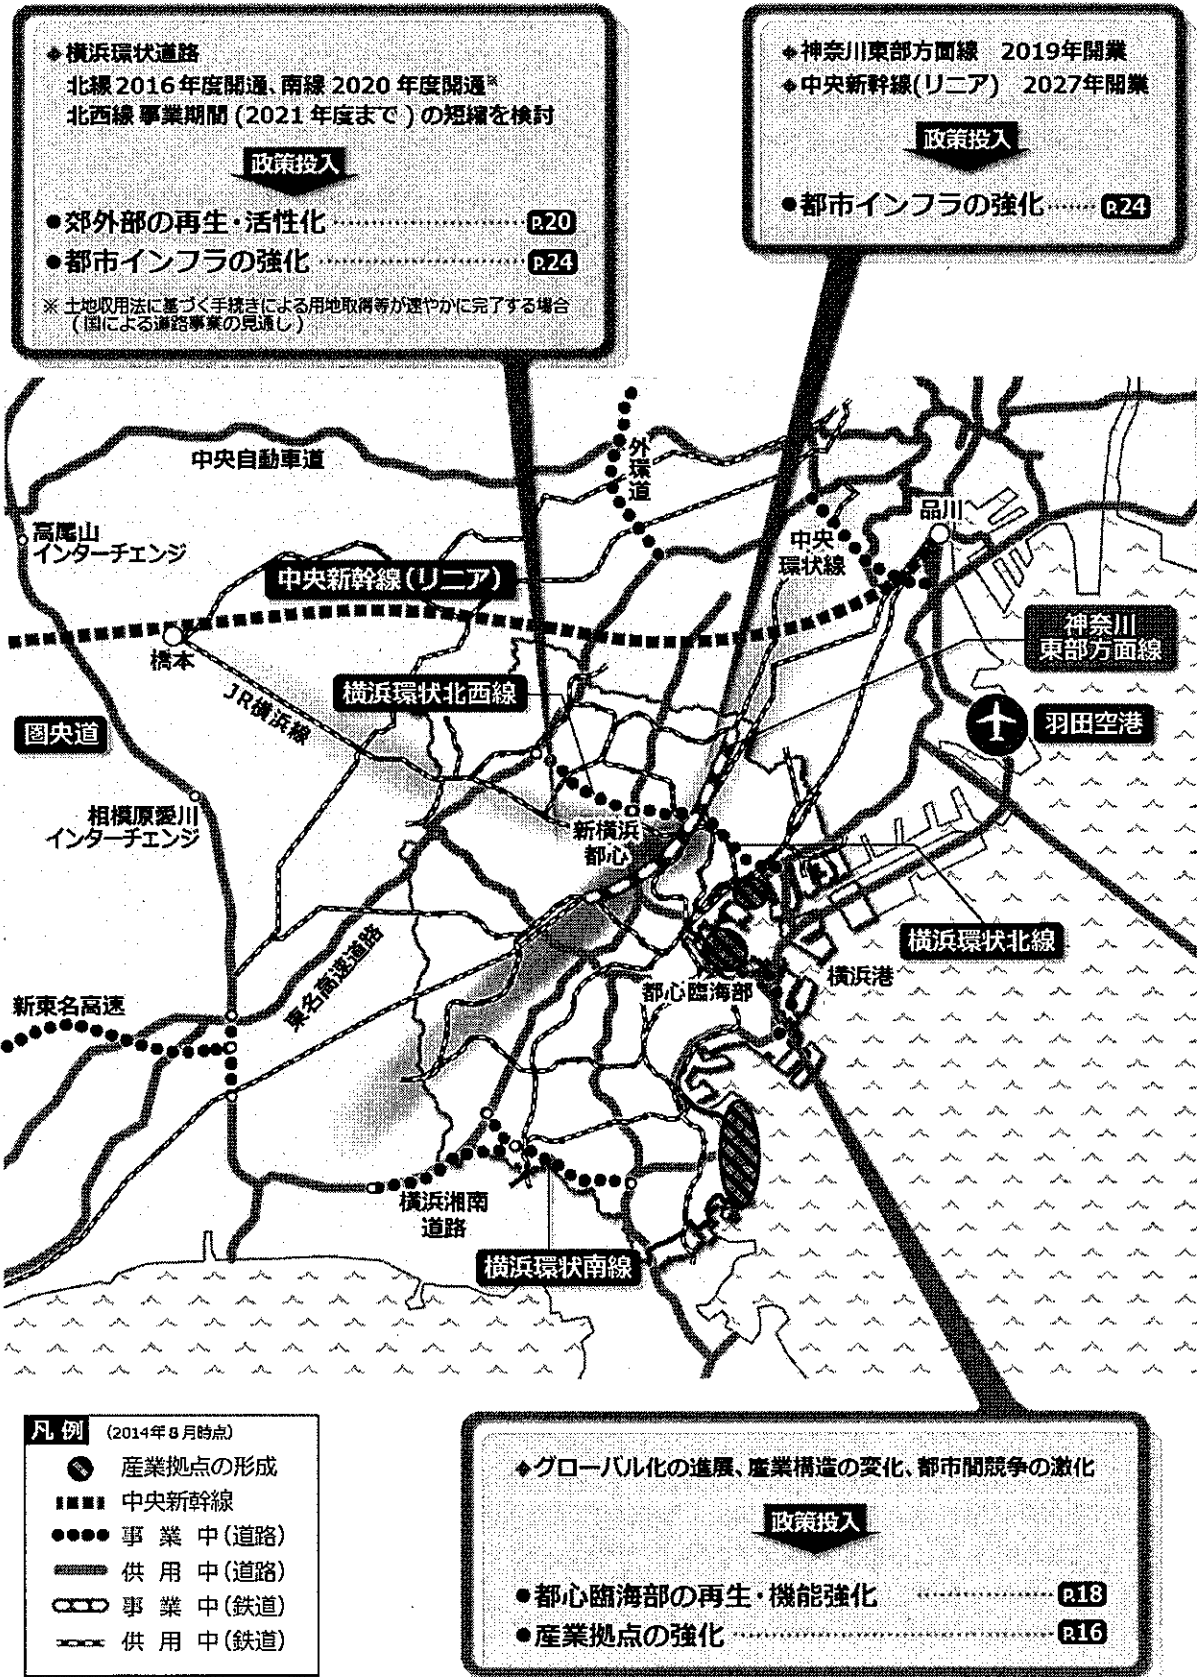 ◆横浜環状道路
北線 2016 年度開通、南線 2020 年度開通※
北西線 事業期間 (2021 年度まで ) の短縮を検討
政策投入
●郊外部の再生・活性化 ………… P.20
●都市インフラの強化 ………… P.24
※ 土地収用法に基づく手続きによる用地取得等が速やかに完了する場合
( 国による道路事業の見通し )
◆神奈川東部方面線 2019年開業
◆中央新幹線(リニア) 2027年開業
政策投入
●都市インフラの強化 …… P.24
中央自動車道
外環道
高尾山
インターチェンジ
品川
中央
環状線
中央新幹線(リニア)
神奈川
東部方面線
橋本
横浜環状北西線
JR横浜線
圏央道
羽田空港
相模原愛川
インターチェンジ
新横浜
都心
横浜環状北線
東名高速道路
横浜港
都心臨海部
新東名高速
横浜湘南
道路
横浜環状南線
凡 例 (2014年8月時点)
産業拠点の形成
中央新幹線
事 業 中(道路)
供 用 中(道路)
事 業 中(鉄道)
供 用 中(鉄道)
◆グローバル化の進展、産業構造の変化、都市間競争の激化
政策投入
●都心臨海部の再生・機能強化 ………… P.18
●産業拠点の強化 ………… P.16